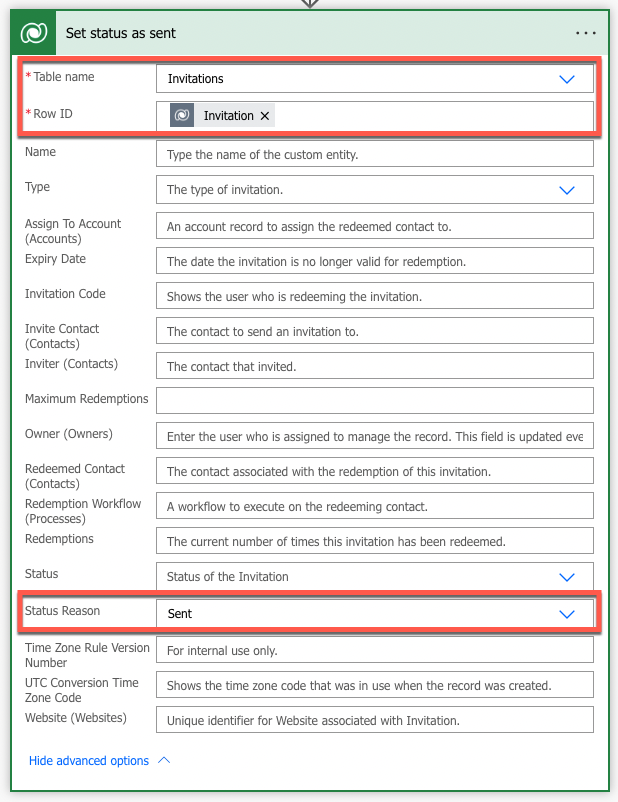 Set status as sent
* Table name
Invitations
* Row ID
Invitation
Name
Type the name of the custom entity.
Type
The type of invitation.
Assign To Account
(Accounts)
An account record to assign the redeemed contact to.
Expiry Date
The date the invitation is no longer valid for redemption.
Invitation Code
Shows the user who is redeeming the invitation.
Invite Contact
(Contacts)
The contact to send an invitation to.
Inviter (Contacts)
The contact that invited.
Maximum Redemptions
Owner (Owners)
Enter the user who is assigned to manage the record. This field is updated eve
Redeemed Contact
(Contacts)
The contact associated with the redemption of this invitation.
Redemption Workflow
(Processes)
A workflow to execute on the redeeming contact.
Redemptions
The current number of times this invitation has been redeemed.
Status
Status of the Invitation
Status Reason
Sent
Time Zone Rule Version
Number
For internal use only.
UTC Conversion Time
Zone Code
Shows the time zone code that was in use when the record was created.
Website (Websites)
Unique identifier for Website associated with Invitation.
Hide advanced options